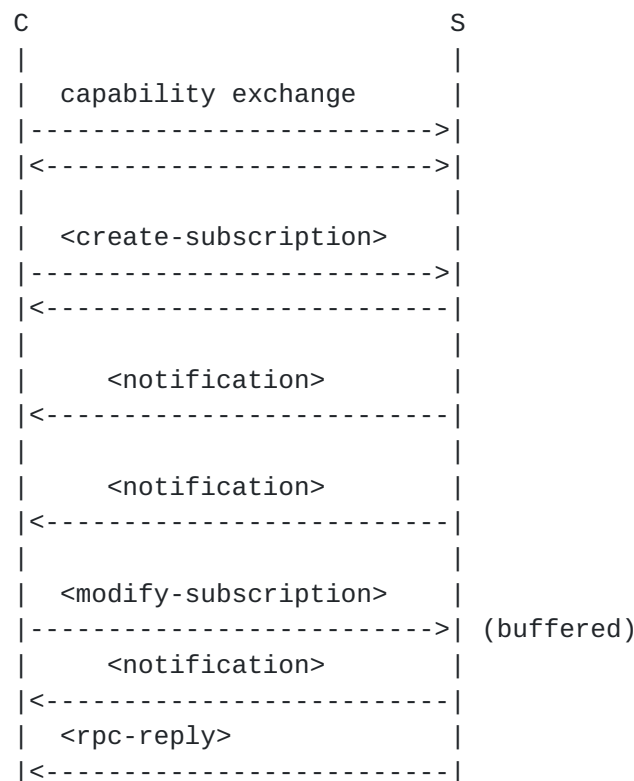 C                           S
|                           |
|  capability exchange      |
|-------------------------->|
|<------------------------->|
|                           |
|  <create-subscription>    |
|-------------------------->|
|<--------------------------|
|                           |
|     <notification>        |
|<--------------------------|
|                           |
|     <notification>        |
|<--------------------------|
|                           |
|  <modify-subscription>    |
|-------------------------->| (buffered)
|     <notification>        |
|<--------------------------|
|  <rpc-reply>              |
|<--------------------------|